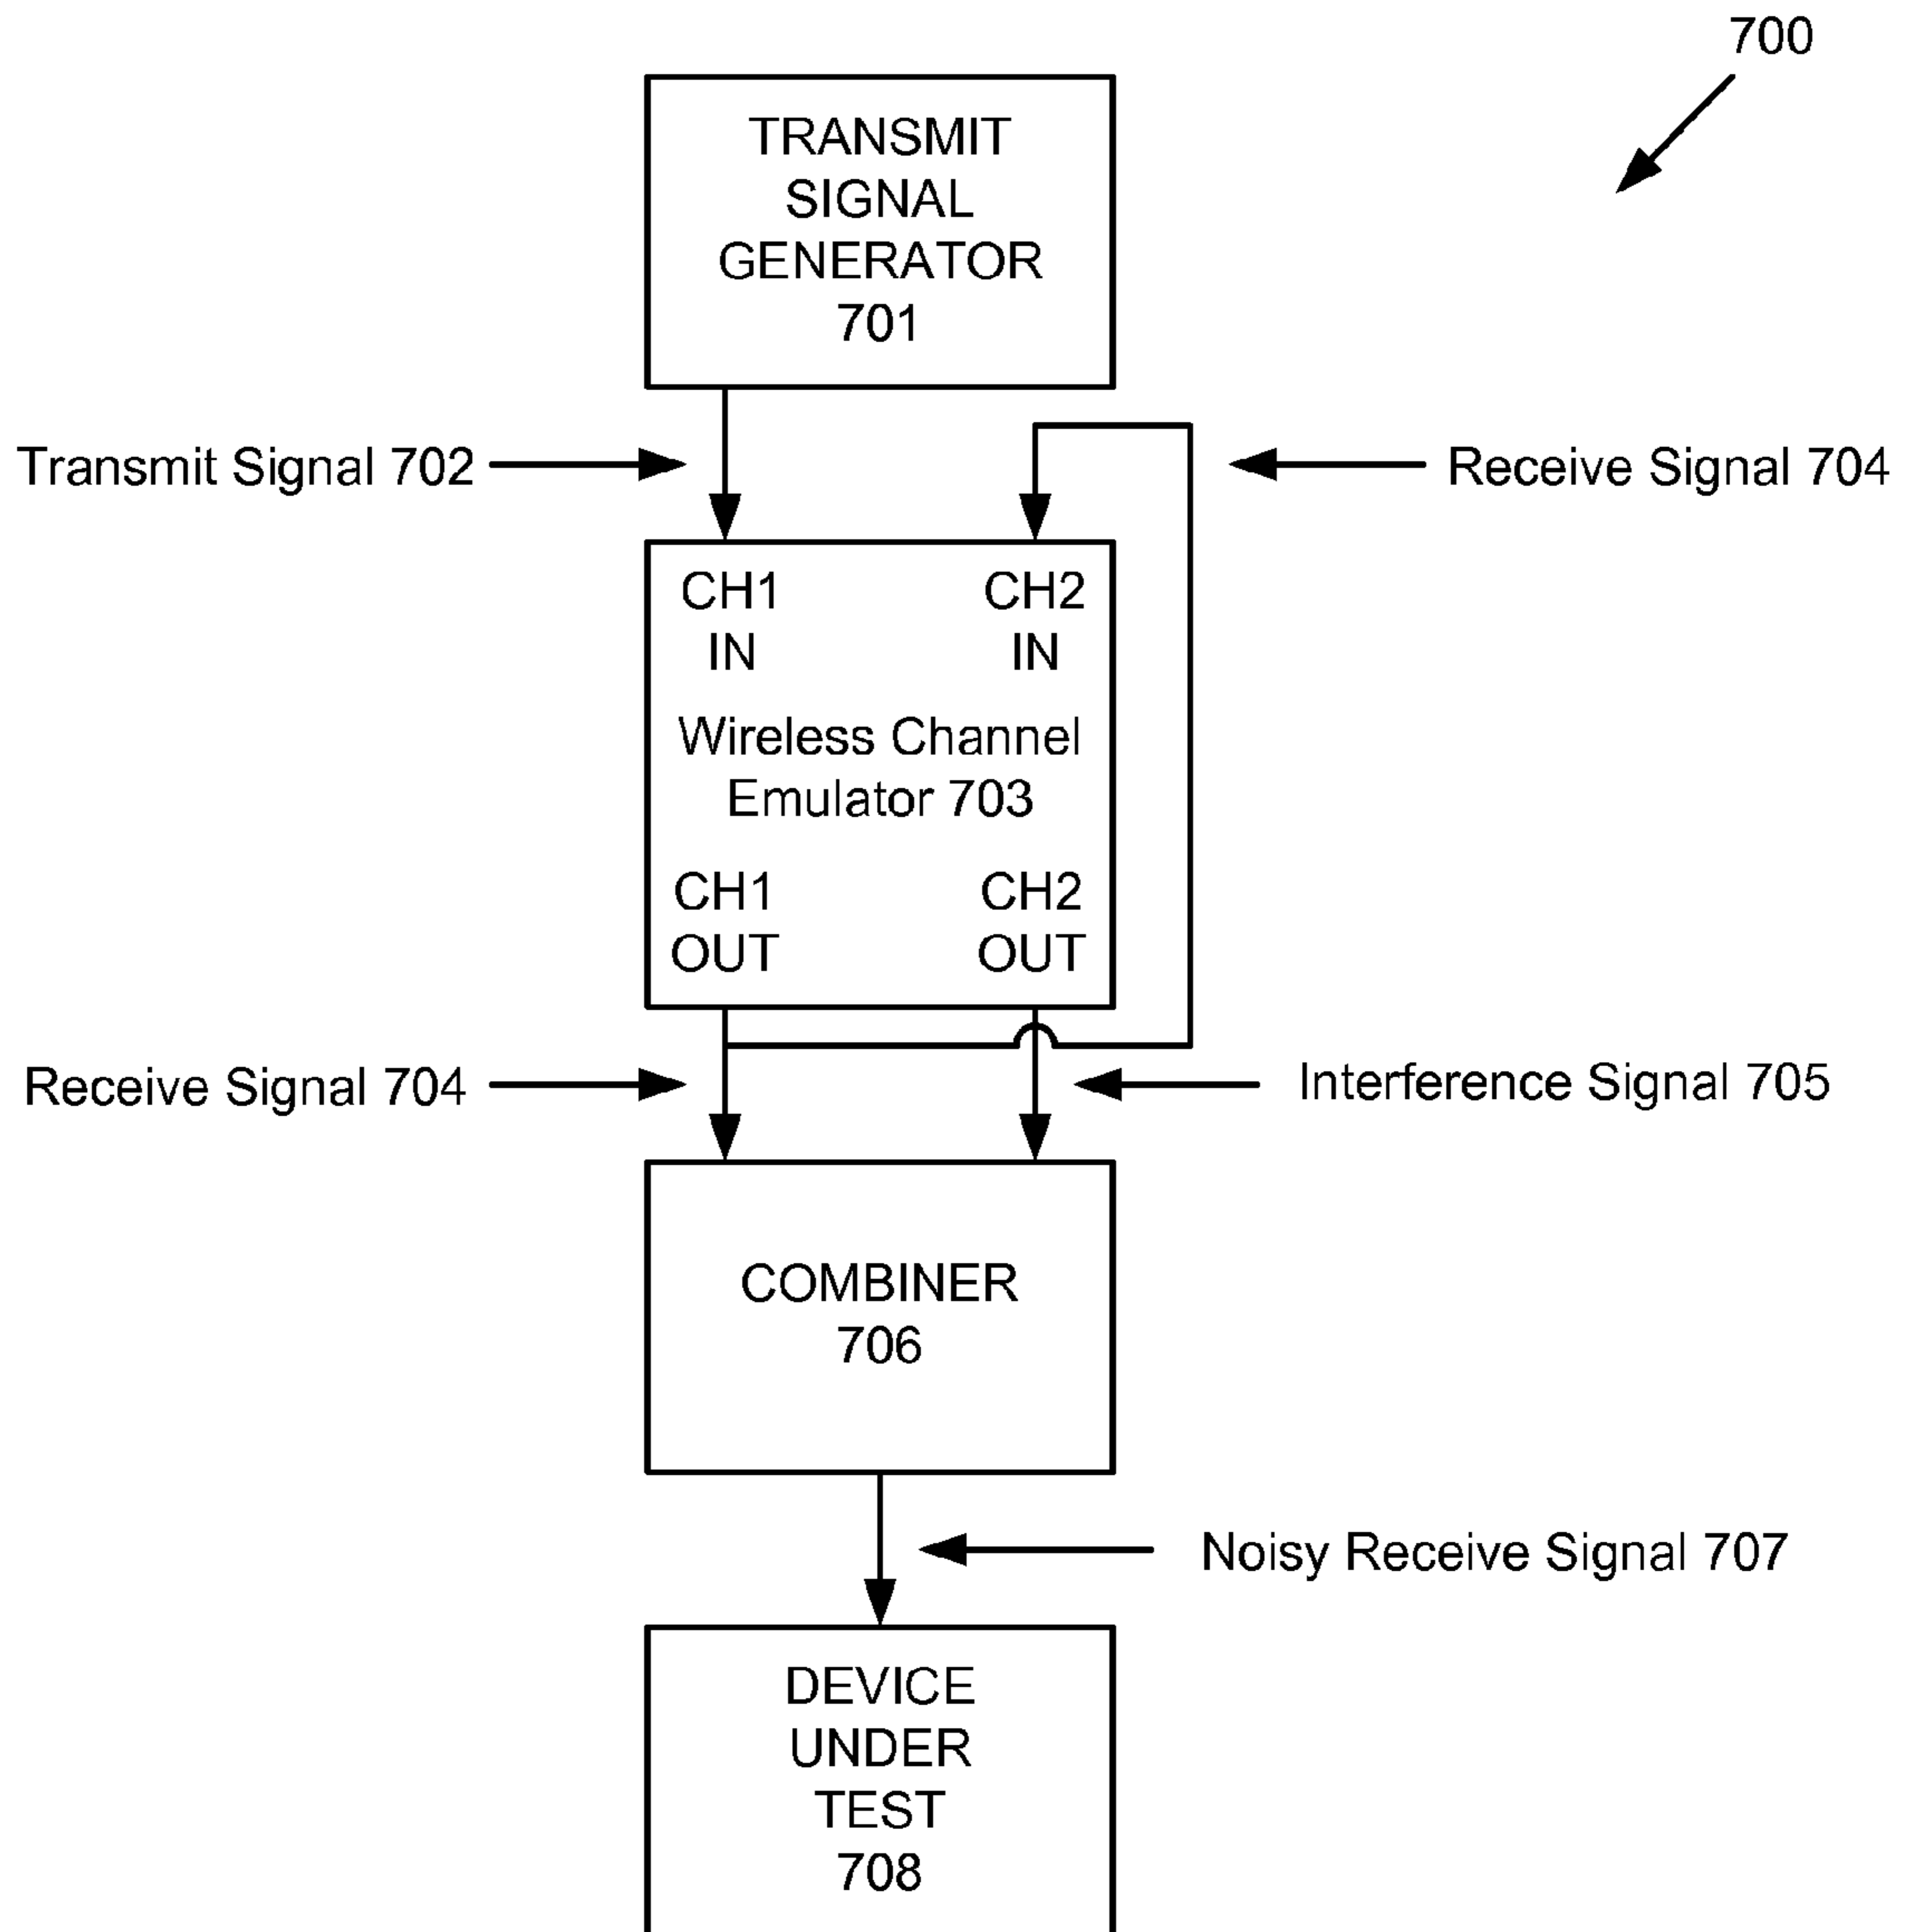 700
TRANSMIT
SIGNAL
GENERATOR
701
Transmit Signal 702
Receive Signal 704
CH1
IN
CH2
IN
Wireless Channel
Emulator 703
CH1
OUT
CH2
OUT
Receive Signal 704
Interference Signal 705
COMBINER
706
Noisy Receive Signal 707
DEVICE
UNDER
TEST
708